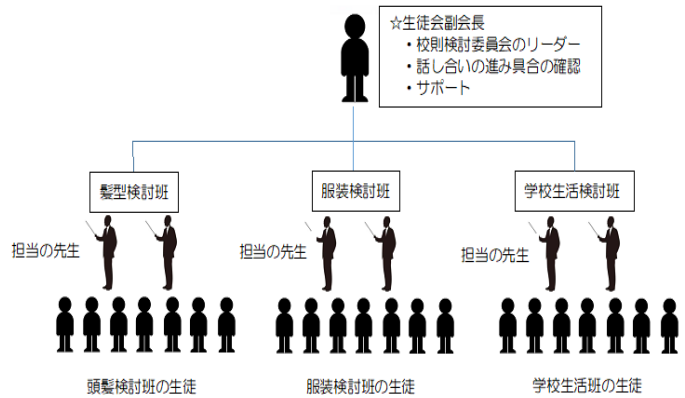 ☆生徒会副会長
・校則検討委員会のリーダー
・話し合いの進み具合の確認
・サポート
髪型検討班
服装検討班
学校生活検討班
担当の先生
担当の先生
担当の先生
頭髪検討班の生徒
服装検討班の生徒
学校生活班の生徒